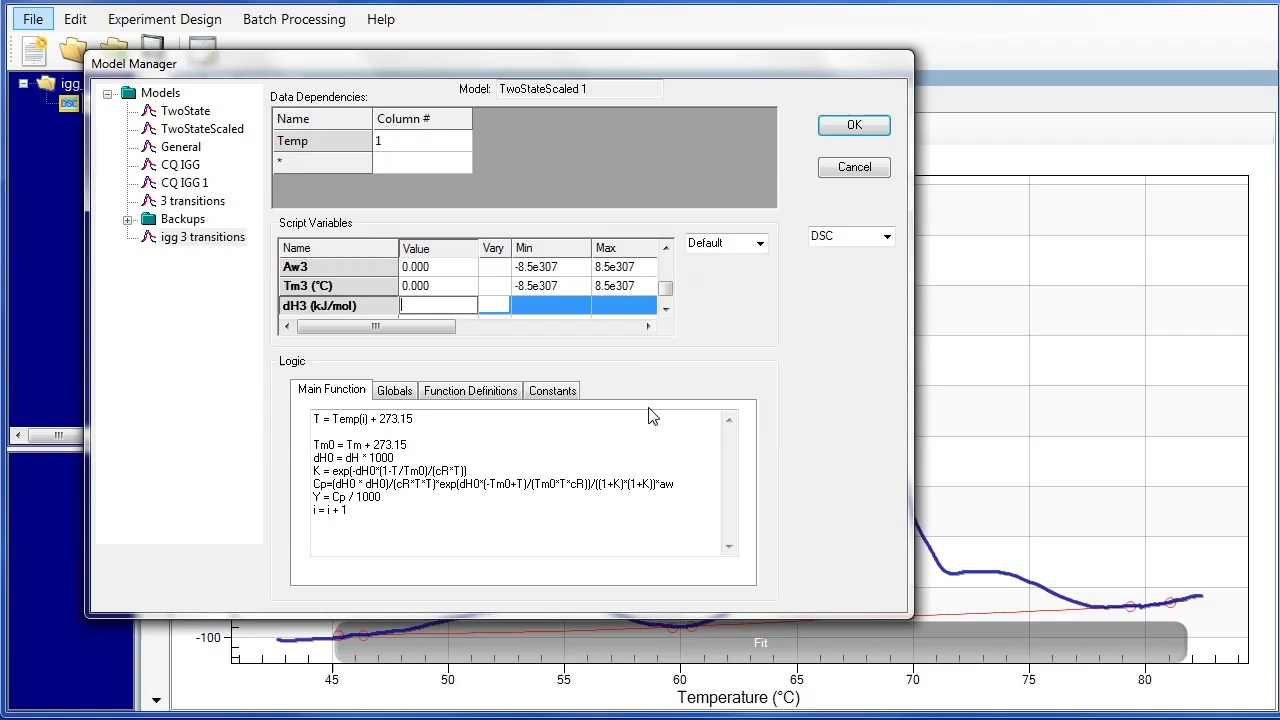 File Edit Experiment Design Batch Processing Help
Model Manager
igg_
DSC
Models
TwoState
TwoStateScaled
General
CQ IGG
CQ IGG 1
3 transitions
Backups
igg 3 transitions
Model: TwoStateScaled 1
Data Dependencies:
Name Column #
Temp 1
*
OK
Cancel
DSC
Script Variables
Default
Name Value Vary Min Max
Aw3 0.000 -8.5e307 8.5e307
Tm3 (°C) 0.000 -8.5e307 8.5e307
dH3 (kJ/mol)
Logic
Main Function Globals Function Definitions Constants
T = Temp(i) + 273.15
Tm0 = Tm + 273.15
dH0 = dH * 1000
K = exp(-dH0*(1-T/Tm0)/(cR*T))
Cp=(dH0 * dH0)/(cR*T*T)*exp(dH0*(-Tm0+T)/(Tm0*T*cR))/((1+K)*(1+K))*aw
Y = Cp / 1000
i = i + 1
-100
Fit
45 50 55 60 65 70 75 80
Temperature (°C)